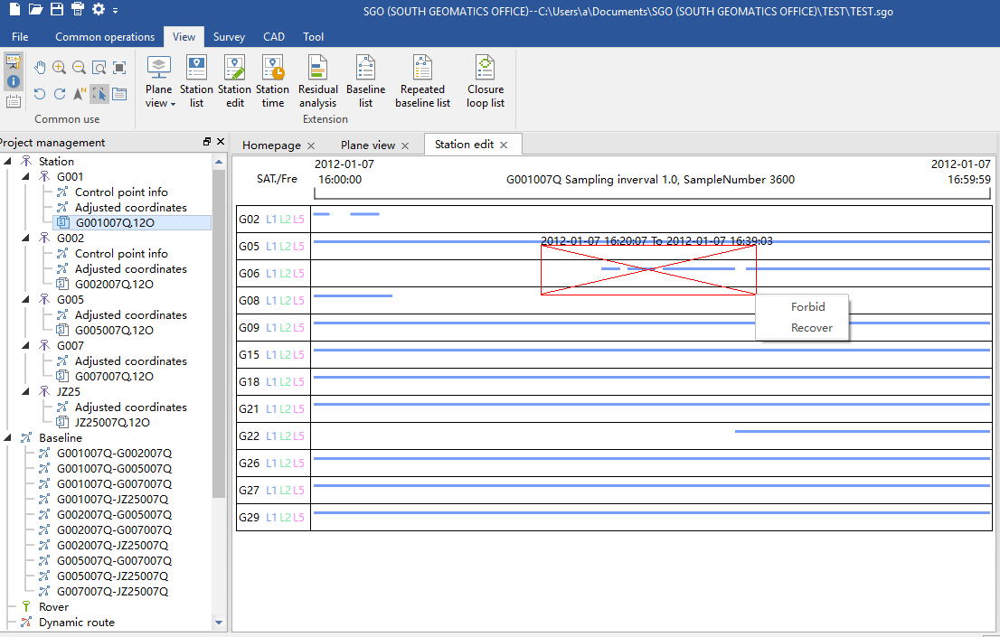 SGO (SOUTH GEOMATICS OFFICE)--C:\Users\a\Documents\SGO (SOUTH GEOMATICS OFFICE)\TEST\TEST.sgo
File Common operations View Survey CAD Tool
Plane view Station list Station edit Station time Residual analysis Baseline list Repeated baseline list Closure loop list
Common use Extension
Project management
Station
G001
Control point info
Adjusted coordinates
G001007Q.12O
G002
Control point info
Adjusted coordinates
G002007Q.12O
G005
Adjusted coordinates
G005007Q.12O
G007
Adjusted coordinates
G007007Q.12O
JZ25
Adjusted coordinates
JZ25007Q.12O
Baseline
G001007Q-G002007Q
G001007Q-G005007Q
G001007Q-G007007Q
G001007Q-JZ25007Q
G002007Q-G005007Q
G002007Q-G007007Q
G002007Q-JZ25007Q
G005007Q-G007007Q
G005007Q-JZ25007Q
G007007Q-JZ25007Q
Rover
Dynamic route
Homepage Plane view Station edit
2012-01-07 2012-01-07
SAT./Fre 16:00:00 G001007Q Sampling inverval 1.0, SampleNumber 3600 16:59:59
G02 L1 L2 L5
2012-01-07 16:20:07 To 2012-01-07 16:39:03
G05 L1 L2 L5
G06 L1 L2 L5
G08 L1 L2 L5
Forbid
Recover
G09 L1 L2 L5
G15 L1 L2 L5
G18 L1 L2 L5
G21 L1 L2 L5
G22 L1 L2 L5
G26 L1 L2 L5
G27 L1 L2 L5
G29 L1 L2 L5